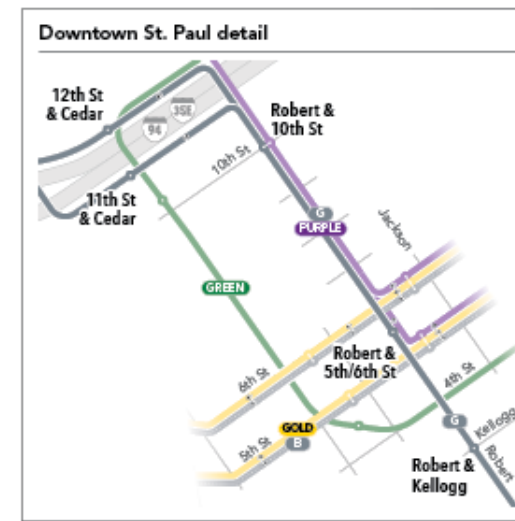 Downtown St. Paul detail
12th St
& Cedar
35E
94
Robert &
10th St
10th St
11th St
& Cedar
G
PURPLE
Jackson
GREEN
Robert &
5th/6th St
6th St
4th St
GOLD
B
5th St
G
Kellogg
Robert
Robert &
Kellogg